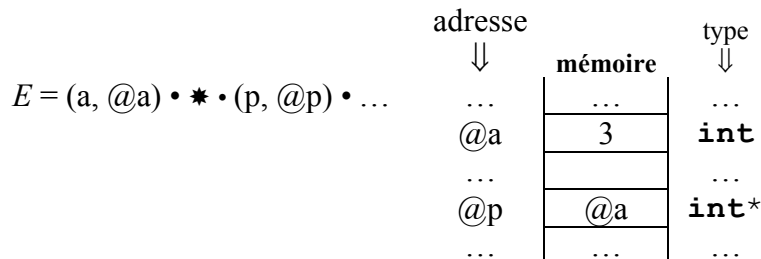 adresse type
⇓ mémoire ⇓
E = (a, @a) • ✷ • (p, @p) • … … … …
@a 3 int
… …
@p @a int*
… … …